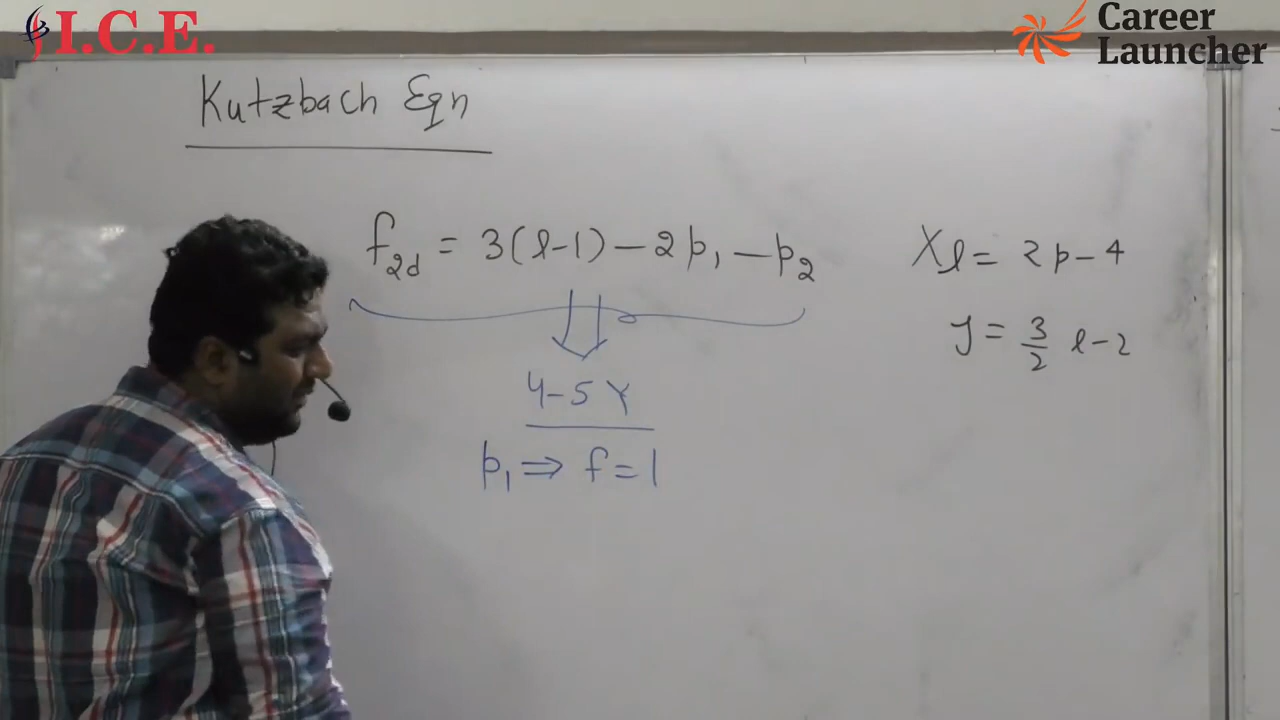 I.C.E.
Career
Launcher
Kutzbach Eqn
f₂d = 3(l-1) - 2p₁ - p₂
Xl = 2p-4
J = 3/2 l-2
4-5 Y
p₁ ⇒ f = 1